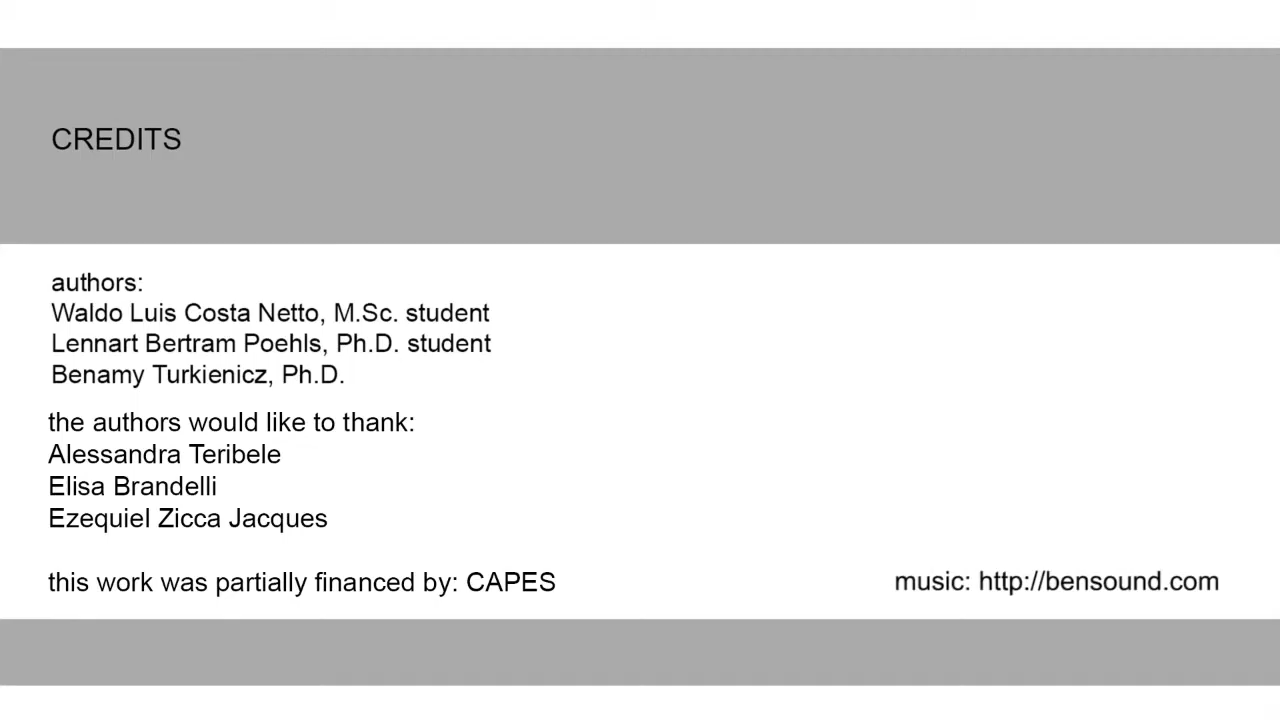 CREDITS
authors:
Waldo Luis Costa Netto, M.Sc. student
Lennart Bertram Poehls, Ph.D. student
Benamy Turkienicz, Ph.D.
the authors would like to thank:
Alessandra Teribele
Elisa Brandelli
Ezequiel Zicca Jacques
this work was partially financed by: CAPES
music: http://bensound.com